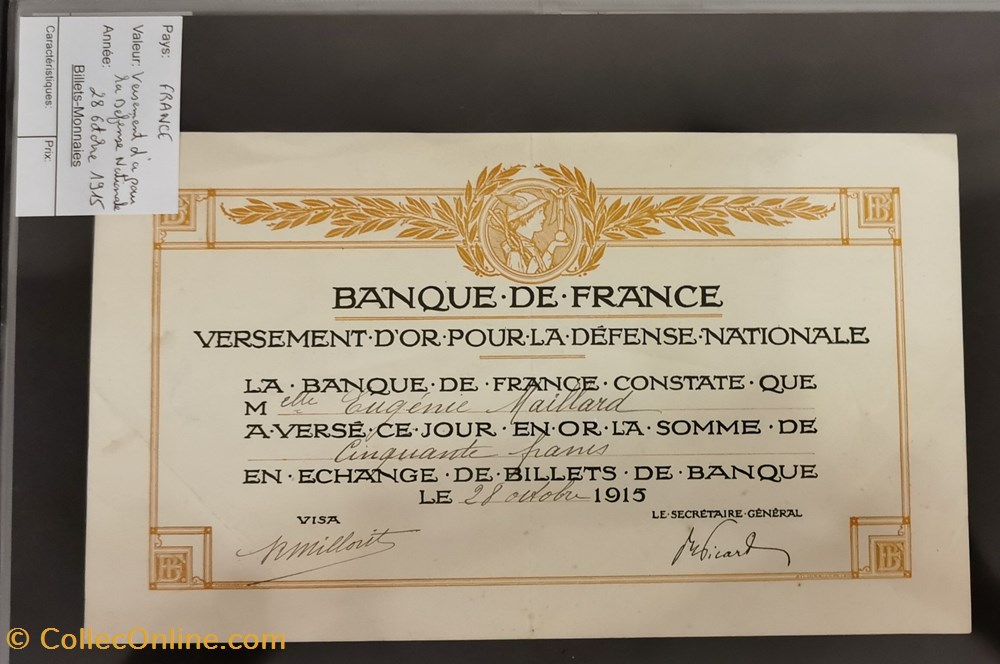 Pays: FRANCE
Valeur: Versement d'or pour
la Défense Nationale
Année: 28 Octobre 1915
Billets-Monnaies
Caractéristiques: Prix:
BANQUE·DE·FRANCE
VERSEMENT·D'OR·POUR·LA·DÉFENSE·NATIONALE
LA·BANQUE·DE·FRANCE·CONSTATE·QUE
M elle Eugénie Maillard
A·VERSÉ·CE·JOUR·EN·OR·LA·SOMME·DE
Cinquante francs
EN·ECHANGE·DE·BILLETS·DE·BANQUE
LE 28 octobre 1915
VISA LE·SECRÉTAIRE·GÉNÉRAL
© CollecOnline.com